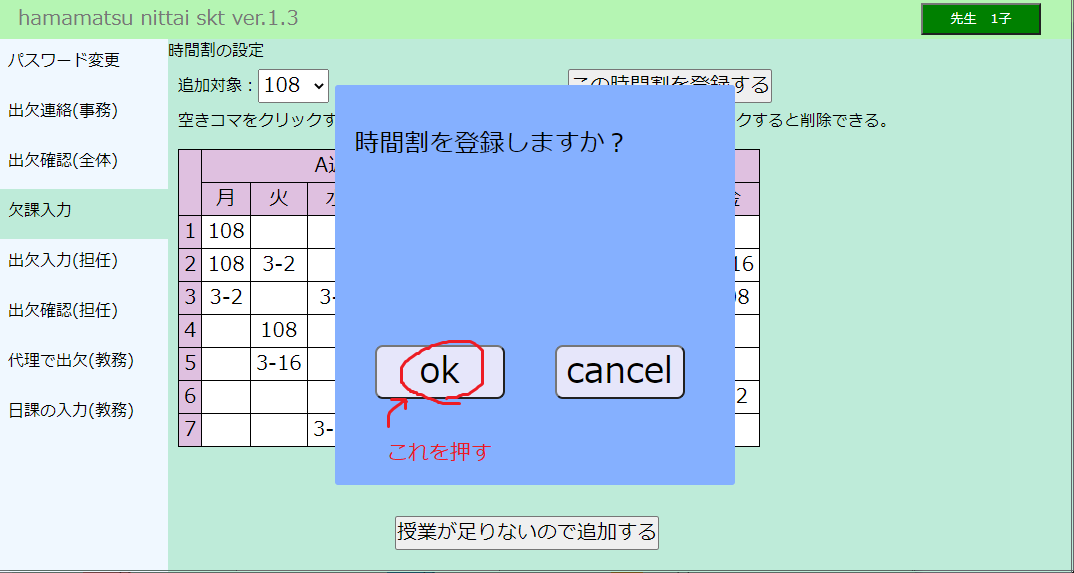 hamamatsu nittai skt ver.1.3
先生 1子
パスワード変更
出欠連絡(事務)
出欠確認(全体)
欠課入力
出欠入力(担任)
出欠確認(担任)
代理で出欠(教務)
日課の入力(教務)
時間割の設定
追加対象：108
この時間割を登録する
空きコマをクリックす
クすると削除できる。
時間割を登録しますか？
A
月 火
1 108
2 108 3-2 16
3 3-2 3-
4 108
5 3-16
6 2
7 3-
ok cancel
これを押す
授業が足りないので追加する